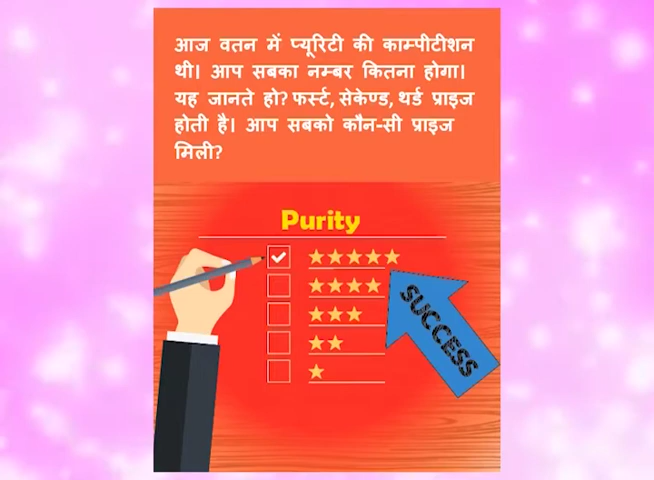 आज वतन में प्यूरिटी की काम्पीटीशन
थी। आप सबका नम्बर कितना होगा।
यह जानते हो? फर्स्ट, सेकेण्ड, थर्ड प्राइज
होती है। आप सबको कौन-सी प्राइज
मिली?
Purity
SUCCESS